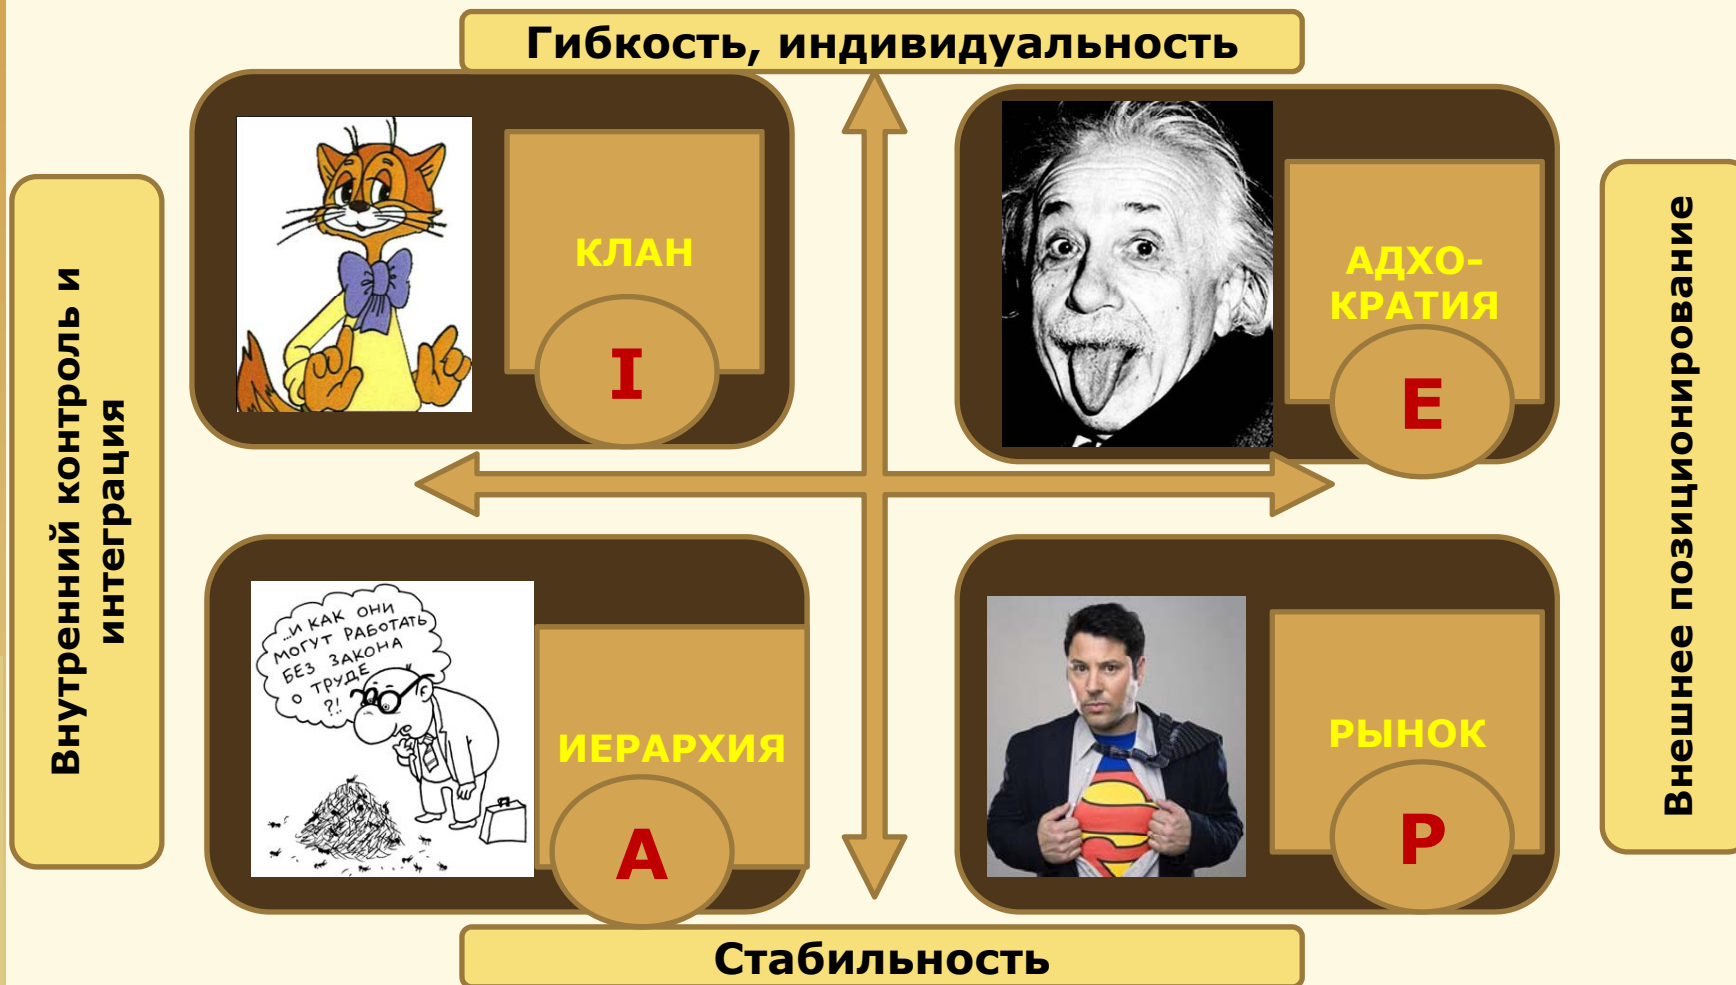 Гибкость, индивидуальность
Внутренний контроль и
интеграция
КЛАН
I
АДХО-
КРАТИЯ
E
Внешнее позиционирование
...И КАК ОНИ
МОГУТ РАБОТАТЬ
БЕЗ ЗАКОНА
О ТРУДЕ
?!
ИЕРАРХИЯ
A
РЫНОК
P
Стабильность